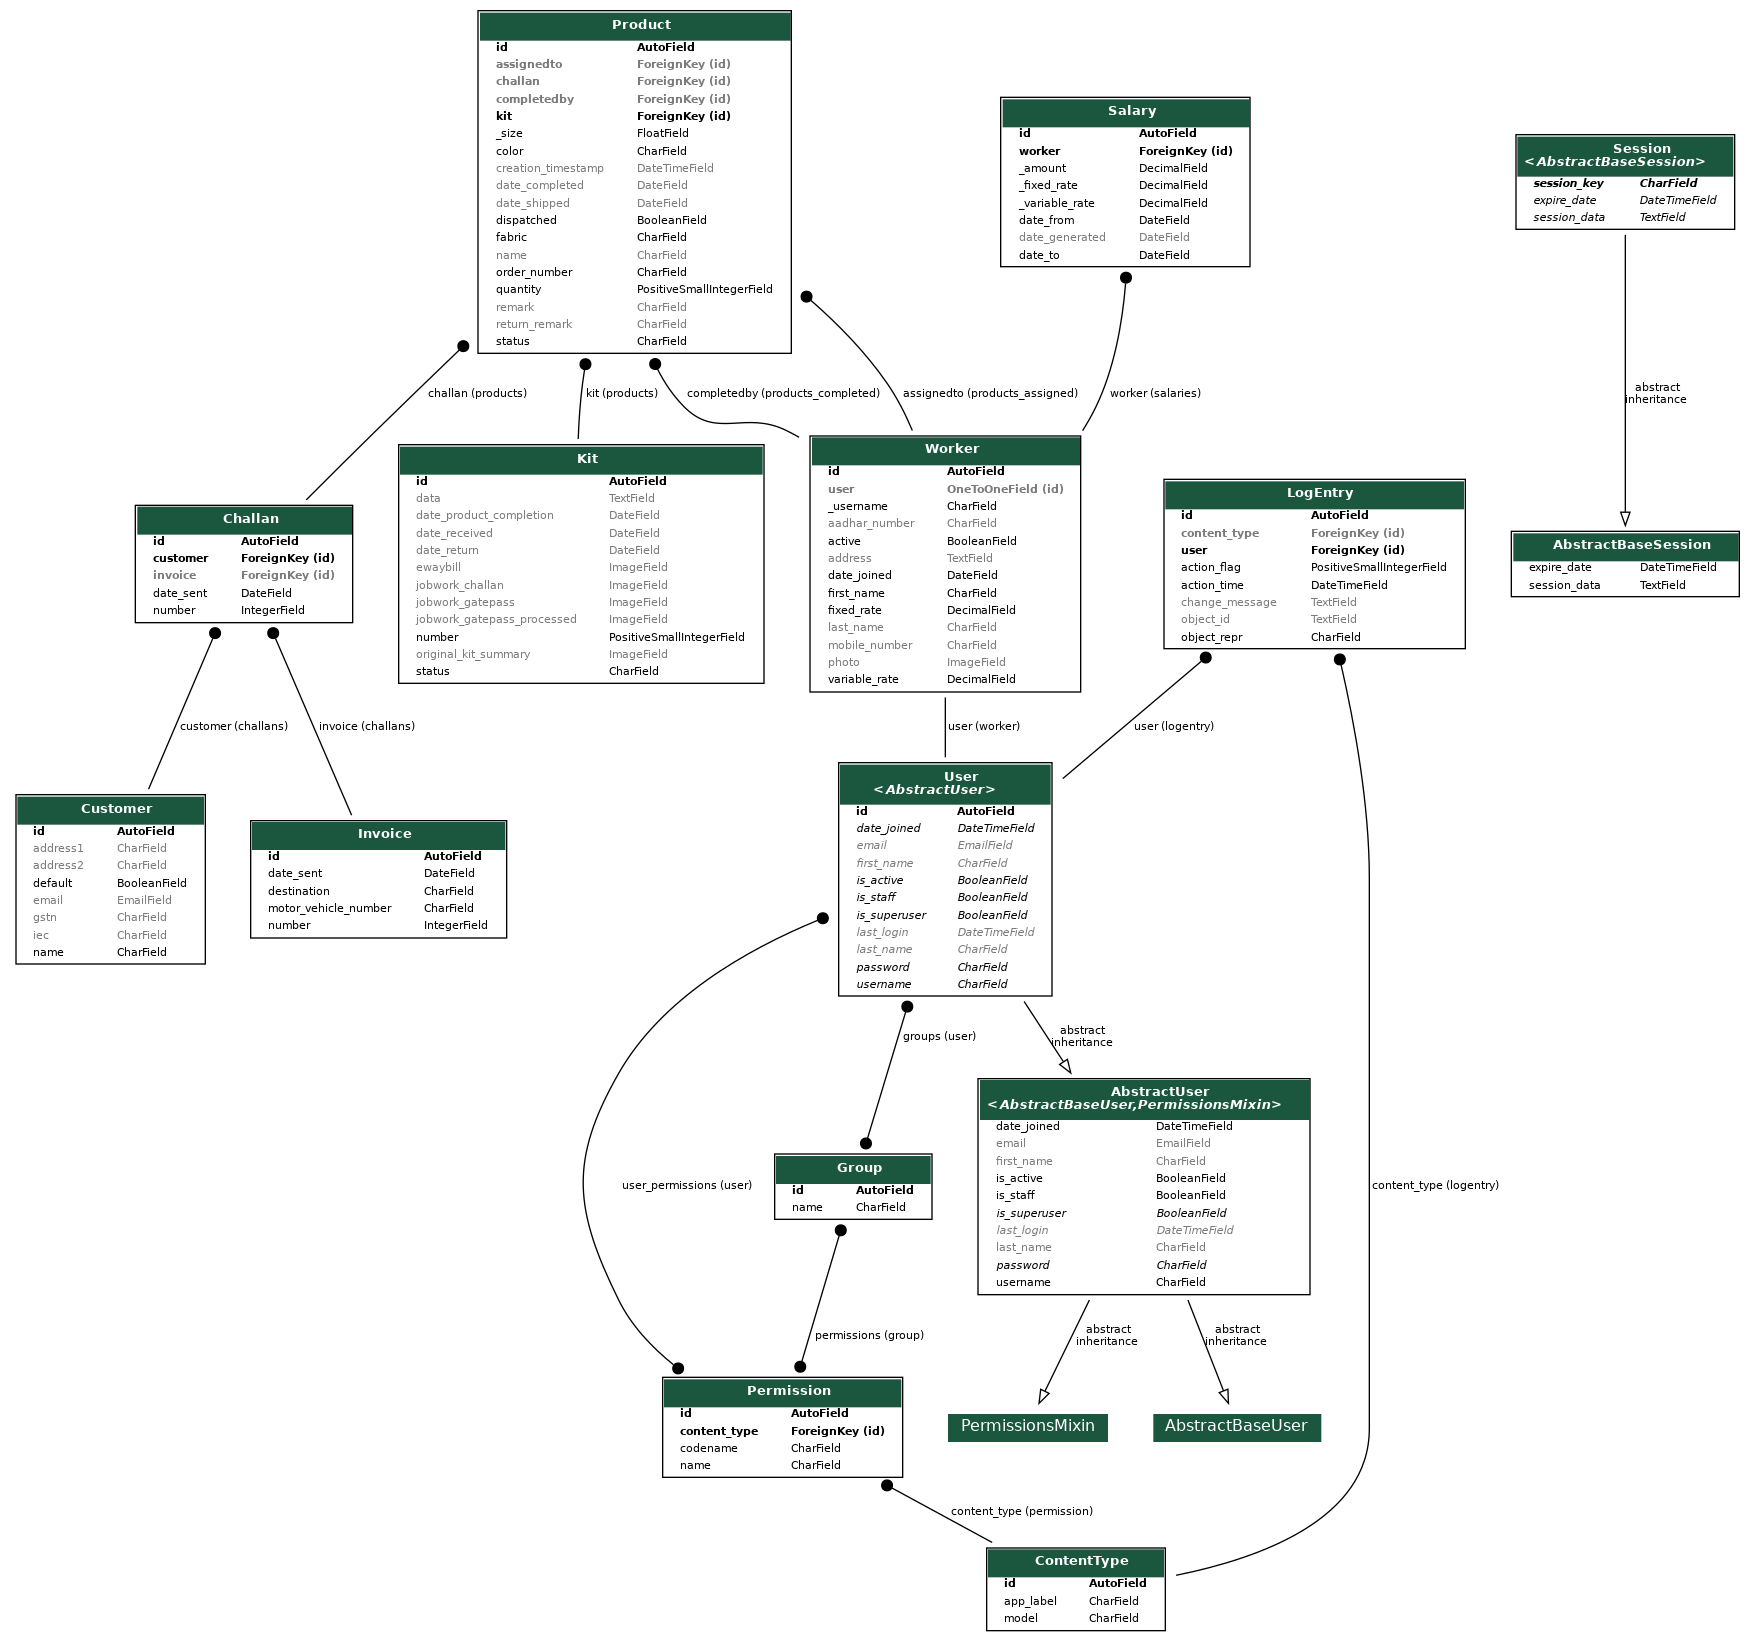 Product
id AutoField
assignedto ForeignKey (id)
challan ForeignKey (id)
completedby ForeignKey (id)
kit ForeignKey (id)
_size FloatField
color CharField
creation_timestamp DateTimeField
date_completed DateField
date_shipped DateField
dispatched BooleanField
fabric CharField
name CharField
order_number CharField
quantity PositiveSmallIntegerField
remark CharField
return_remark CharField
status CharField
Salary
id AutoField
worker ForeignKey (id)
_amount DecimalField
_fixed_rate DecimalField
_variable_rate DecimalField
date_from DateField
date_generated DateField
date_to DateField
Session
<AbstractBaseSession>
session_key CharField
expire_date DateTimeField
session_data TextField
challan (products)
kit (products)
completedby (products_completed)
assignedto (products_assigned)
worker (salaries)
abstract
inheritance
Kit
id AutoField
data TextField
date_product_completion DateField
date_received DateField
date_return DateField
ewaybill ImageField
jobwork_challan ImageField
jobwork_gatepass ImageField
jobwork_gatepass_processed ImageField
number PositiveSmallIntegerField
original_kit_summary ImageField
status CharField
Worker
id AutoField
user OneToOneField (id)
_username CharField
aadhar_number CharField
active BooleanField
address TextField
date_joined DateField
first_name CharField
fixed_rate DecimalField
last_name CharField
mobile_number CharField
photo ImageField
variable_rate DecimalField
LogEntry
id AutoField
content_type ForeignKey (id)
user ForeignKey (id)
action_flag PositiveSmallIntegerField
action_time DateTimeField
change_message TextField
object_id TextField
object_repr CharField
Challan
id AutoField
customer ForeignKey (id)
invoice ForeignKey (id)
date_sent DateField
number IntegerField
AbstractBaseSession
expire_date DateTimeField
session_data TextField
customer (challans)
invoice (challans)
user (worker)
user (logentry)
Customer
id AutoField
address1 CharField
address2 CharField
default BooleanField
email EmailField
gstn CharField
iec CharField
name CharField
Invoice
id AutoField
date_sent DateField
destination CharField
motor_vehicle_number CharField
number IntegerField
User
<AbstractUser>
id AutoField
date_joined DateTimeField
email EmailField
first_name CharField
is_active BooleanField
is_staff BooleanField
is_superuser BooleanField
last_login DateTimeField
last_name CharField
password CharField
username CharField
groups (user)
abstract
inheritance
AbstractUser
<AbstractBaseUser,PermissionsMixin>
date_joined DateTimeField
email EmailField
first_name CharField
is_active BooleanField
is_staff BooleanField
is_superuser BooleanField
last_login DateTimeField
last_name CharField
password CharField
username CharField
user_permissions (user)
Group
id AutoField
name CharField
content_type (logentry)
permissions (group)
abstract
inheritance
abstract
inheritance
Permission
id AutoField
content_type ForeignKey (id)
codename CharField
name CharField
PermissionsMixin
AbstractBaseUser
content_type (permission)
ContentType
id AutoField
app_label CharField
model CharField